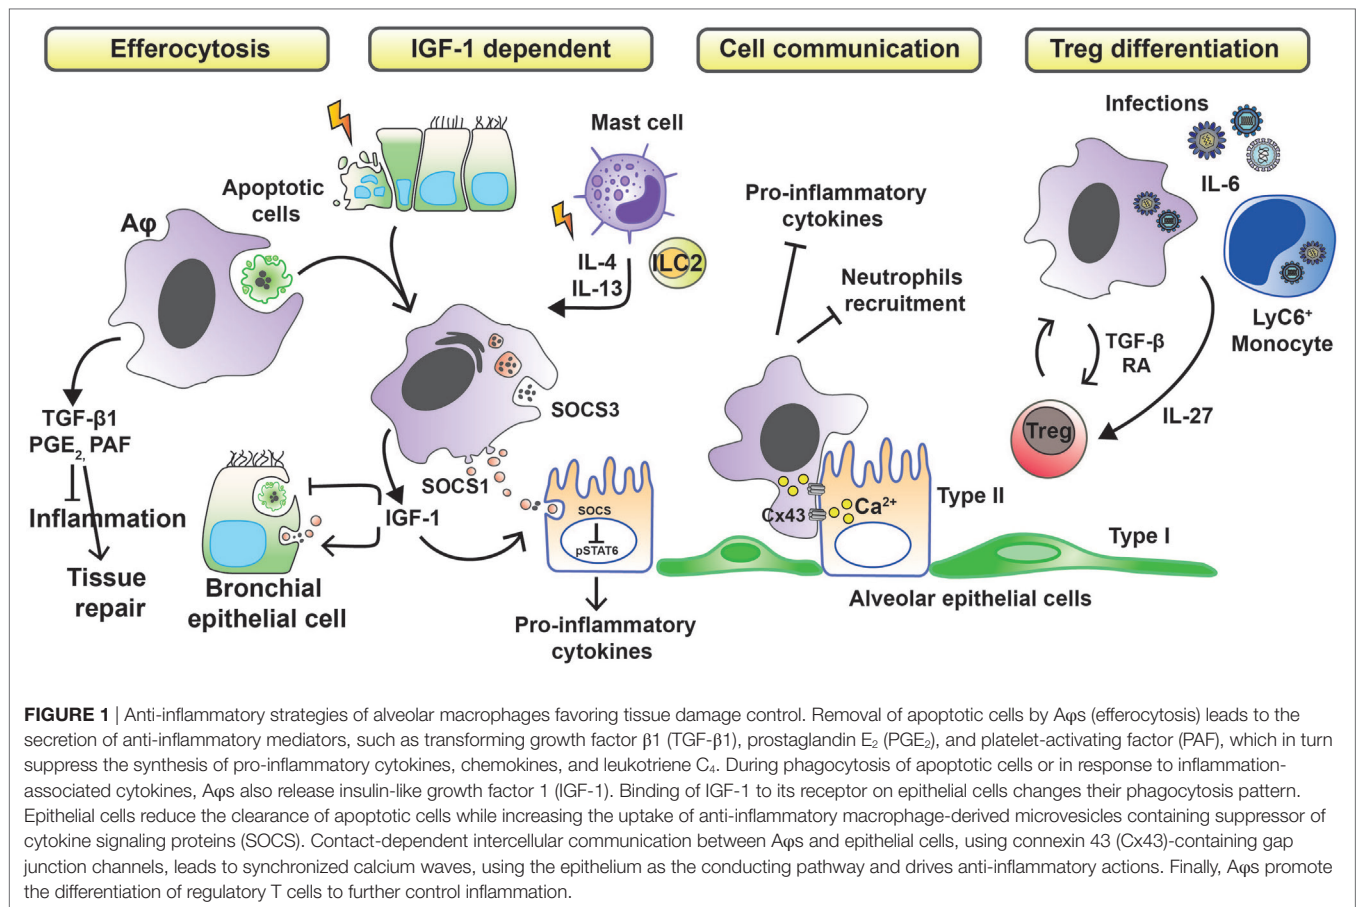 Efferocytosis
IGF-1 dependent
Cell communication
Treg differentiation
Aφ
Apoptotic
cells
TGF-β1
PGE₂, PAF
Inflammation
Tissue
repair
Mast cell
ILC2
IL-4
IL-13
SOCS3
SOCS1
IGF-1
Bronchial
epithelial cell
SOCS
pSTAT6
Pro-inflammatory
cytokines
Pro-inflammatory
cytokines
Neutrophils
recruitment
Cx43
Ca²⁺
Type II
Type I
Alveolar epithelial cells
Infections
IL-6
LyC6⁺
Monocyte
TGF-β
RA
IL-27
Treg
FIGURE 1 | Anti-inflammatory strategies of alveolar macrophages favoring tissue damage control. Removal of apoptotic cells by Aφs (efferocytosis) leads to the
secretion of anti-inflammatory mediators, such as transforming growth factor β1 (TGF-β1), prostaglandin E₂ (PGE₂), and platelet-activating factor (PAF), which in turn
suppress the synthesis of pro-inflammatory cytokines, chemokines, and leukotriene C₄. During phagocytosis of apoptotic cells or in response to inflammation-
associated cytokines, Aφs also release insulin-like growth factor 1 (IGF-1). Binding of IGF-1 to its receptor on epithelial cells changes their phagocytosis pattern.
Epithelial cells reduce the clearance of apoptotic cells while increasing the uptake of anti-inflammatory macrophage-derived microvesicles containing suppressor of
cytokine signaling proteins (SOCS). Contact-dependent intercellular communication between Aφs and epithelial cells, using connexin 43 (Cx43)-containing gap
junction channels, leads to synchronized calcium waves, using the epithelium as the conducting pathway and drives anti-inflammatory actions. Finally, Aφs promote
the differentiation of regulatory T cells to further control inflammation.